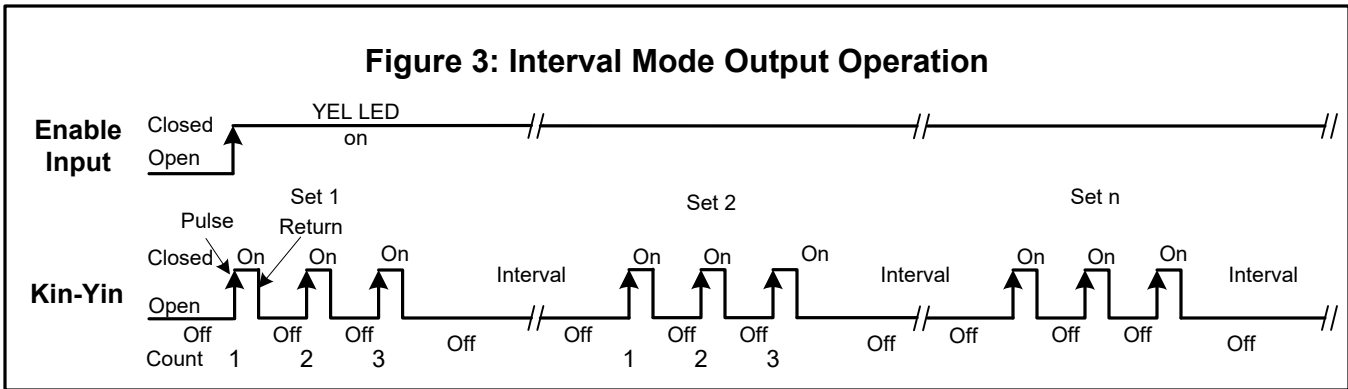 Figure 3: Interval Mode Output Operation
Enable
Input
Closed
Open
YEL LED
on
Set 1
Set 2
Set n
Pulse
Return
Kin-Yin
Closed
Open
On On On Interval On On On Interval On On On Interval
Off Off Off Off Off Off Off Off Off Off Off Off
Count 1 2 3 1 2 3